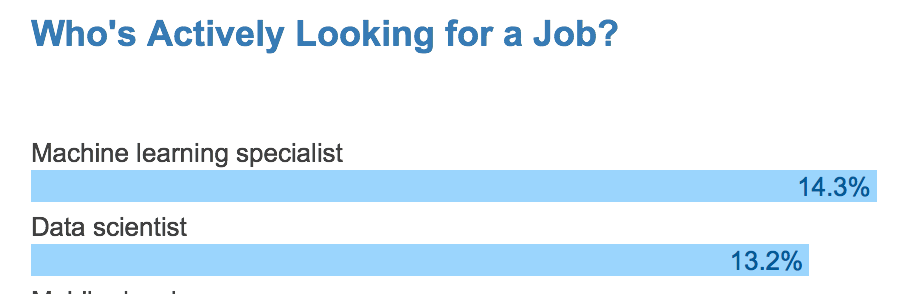 Who's Actively Looking for a Job?
Machine learning specialist
14.3%
Data scientist
13.2%